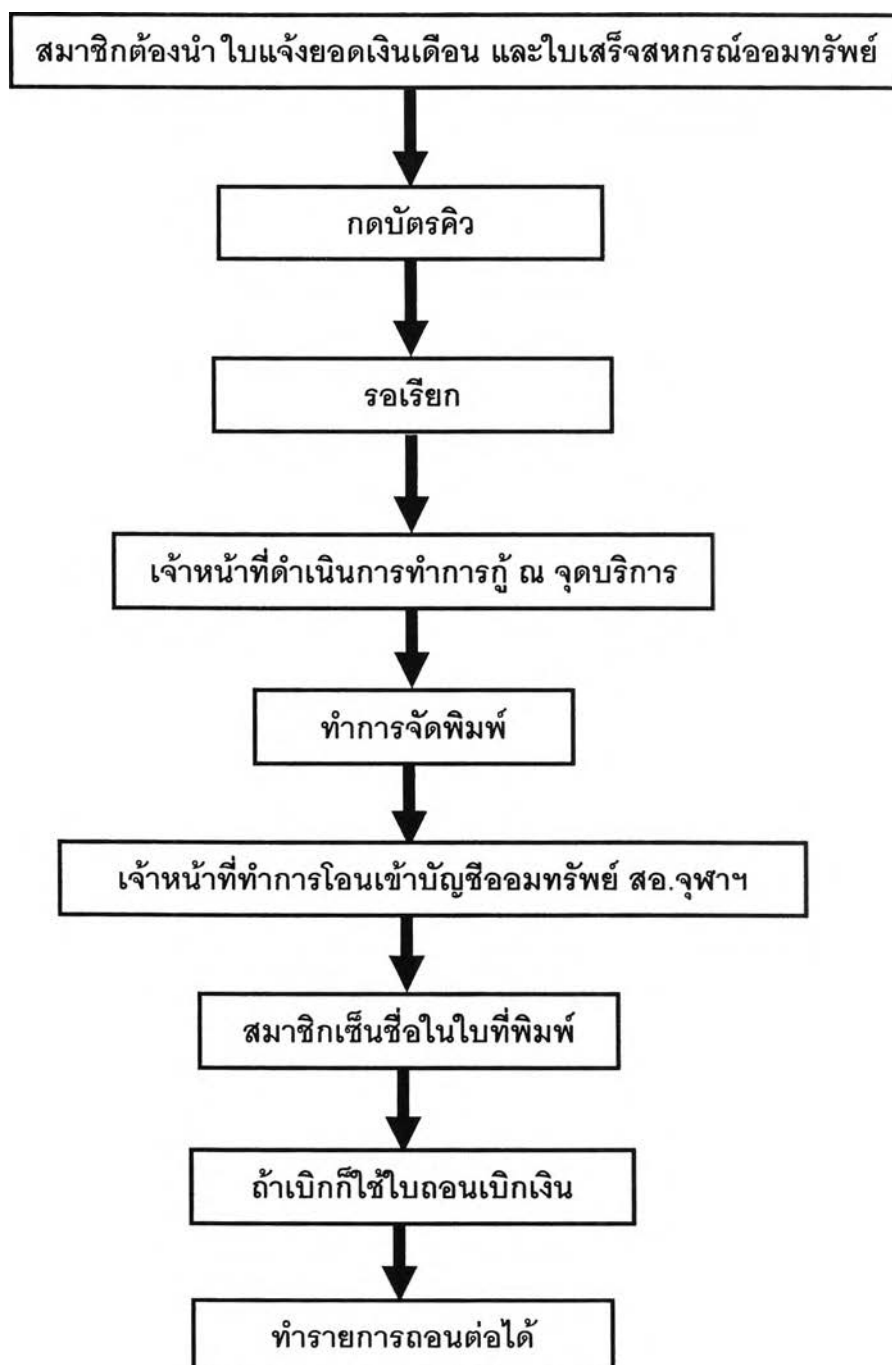 สมาชิกต้องนำ ใบแจ้งยอดเงินเดือน และใบเสร็จสหกรณ์ออมทรัพย์
กดบัตรคิว
รอเรียก
เจ้าหน้าที่ดำเนินการทำการกู้ ณ จุดบริการ
ทำการจัดพิมพ์
เจ้าหน้าที่ทำการโอนเข้าบัญชีออมทรัพย์ สอ.จุฬาฯ
สมาชิกเซ็นชื่อในใบที่พิมพ์
ถ้าเบิกก็ใช้ใบถอนเบิกเงิน
ทำรายการถอนต่อได้